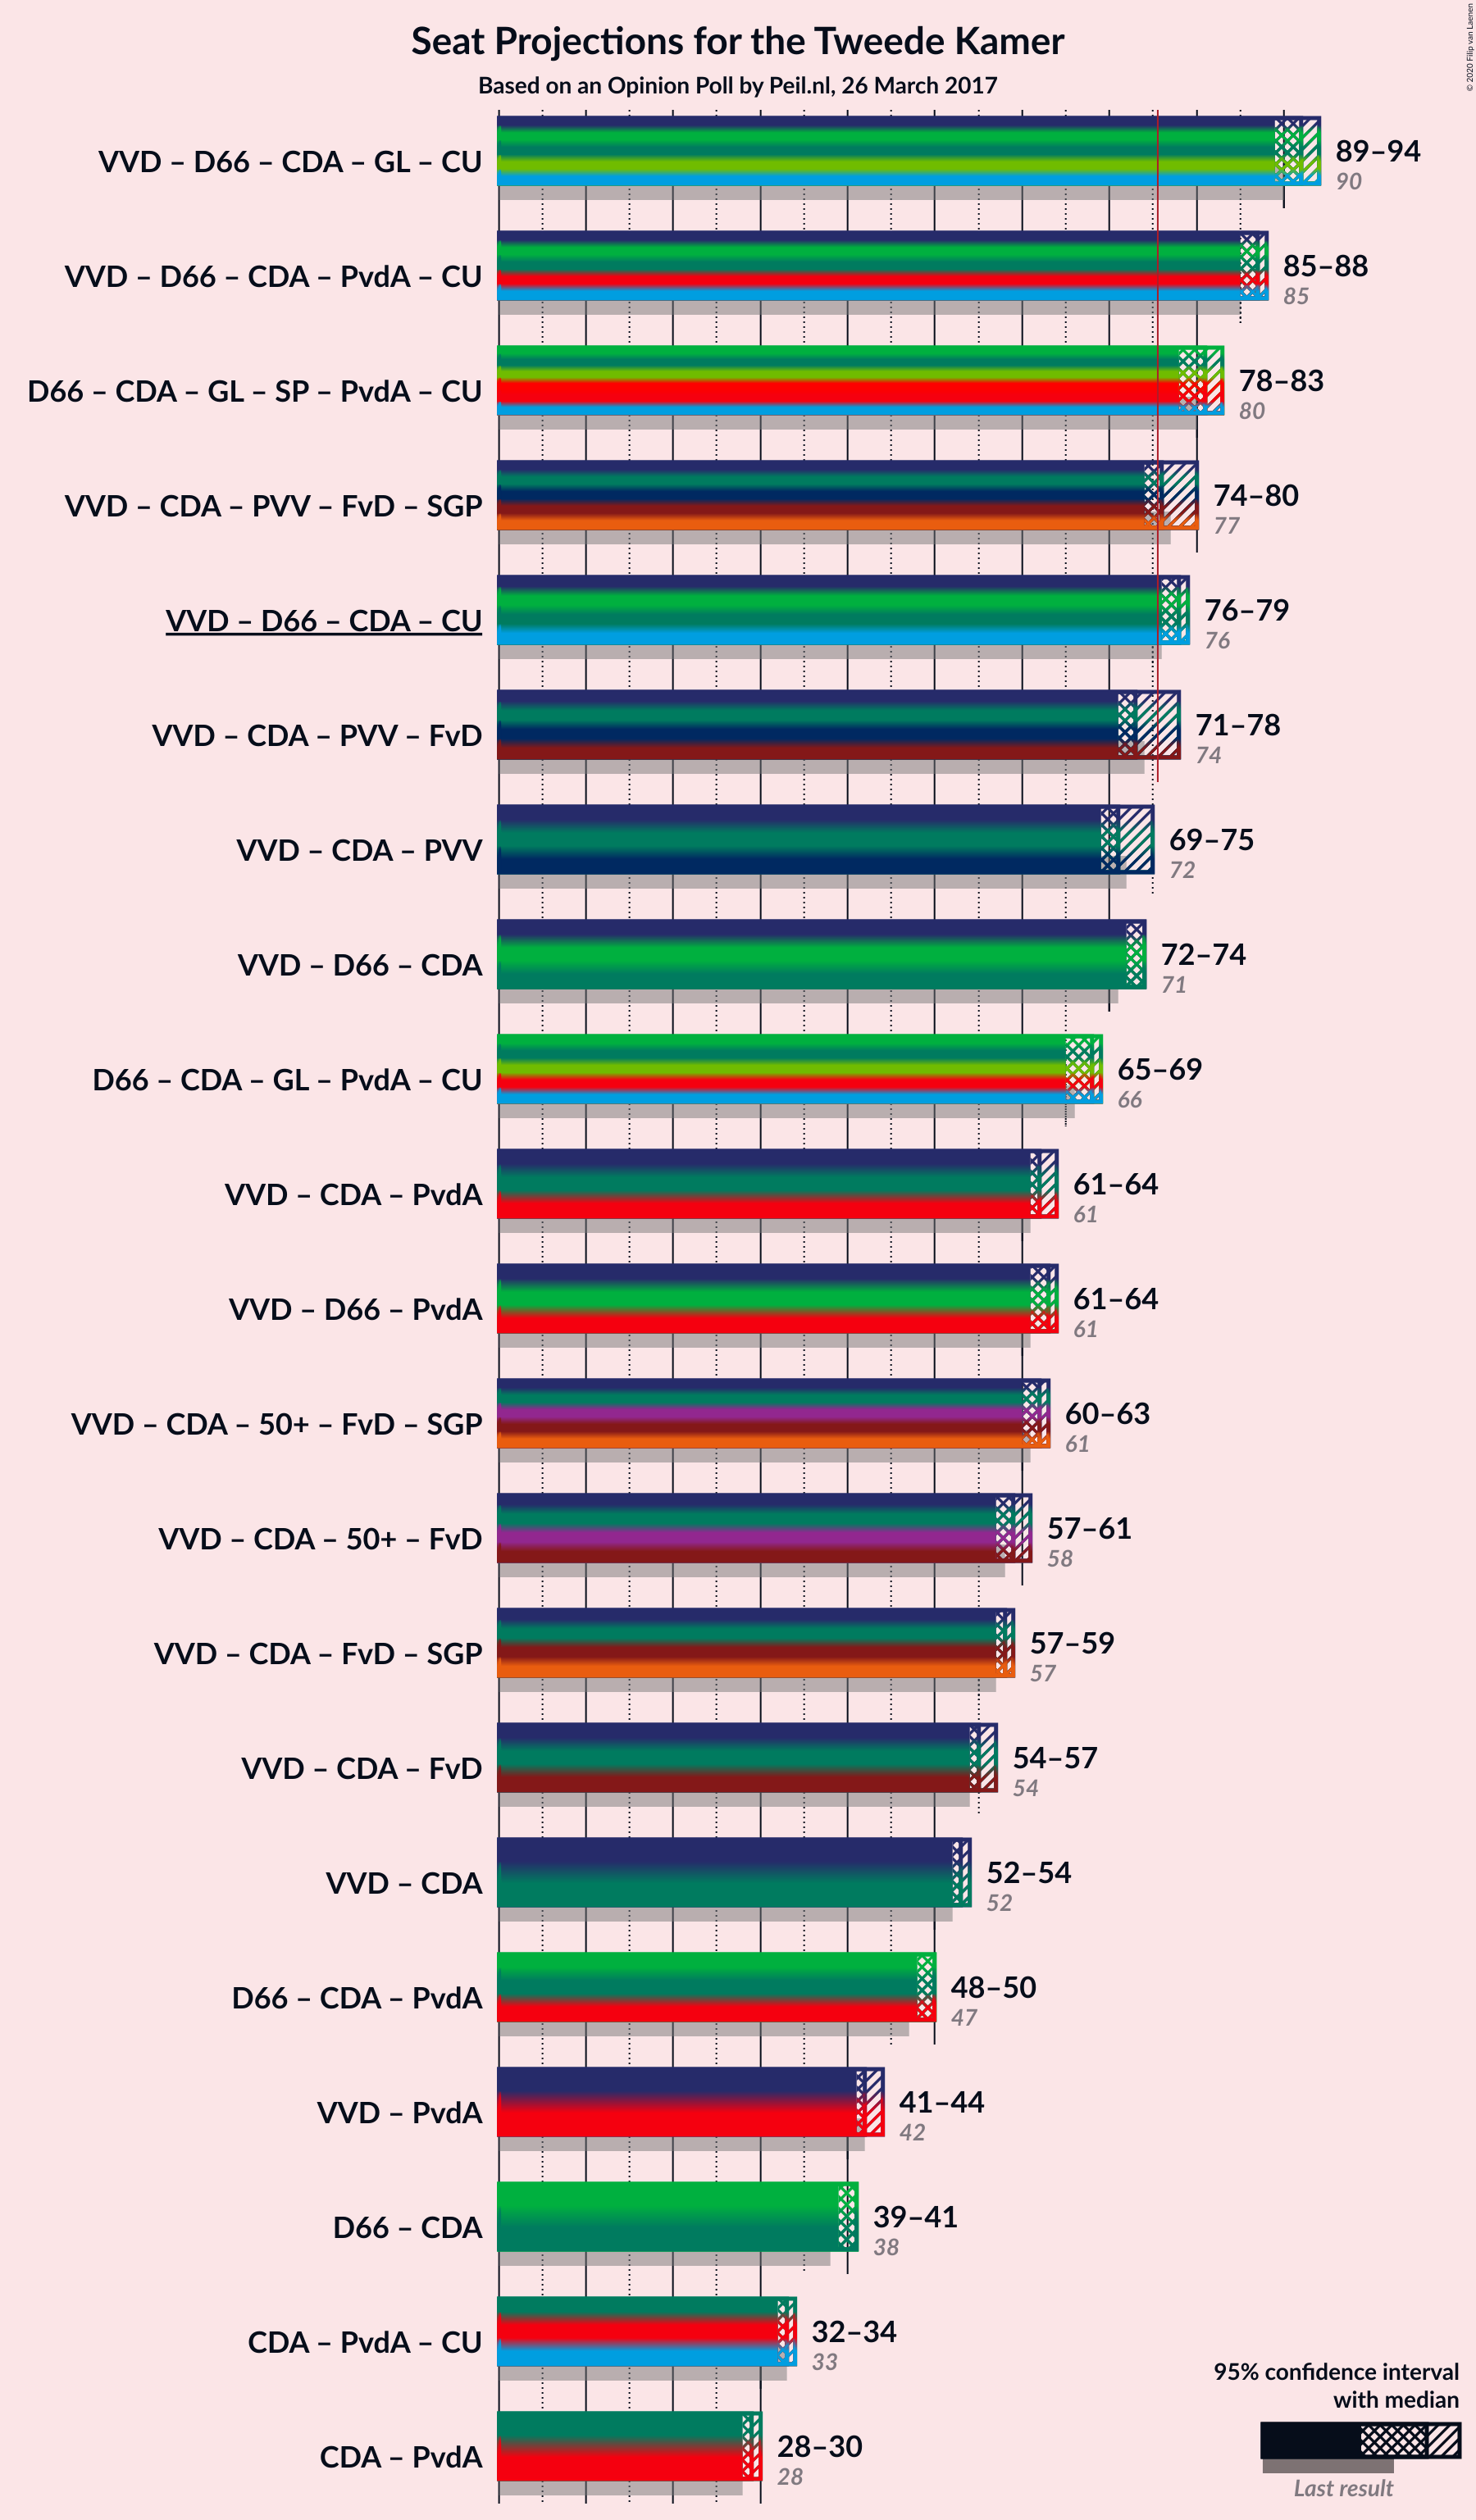 Seat Projections for the Tweede Kamer
Based on an Opinion Poll by Peil.nl, 26 March 2017
© 2020 Filip van Laenen
VVD – D66 – CDA – GL – CU
89–94
90
VVD – D66 – CDA – PvdA – CU
85–88
85
D66 – CDA – GL – SP – PvdA – CU
78–83
80
VVD – CDA – PVV – FvD – SGP
74–80
77
VVD – D66 – CDA – CU
76–79
76
VVD – CDA – PVV – FvD
71–78
74
VVD – CDA – PVV
69–75
72
VVD – D66 – CDA
72–74
71
D66 – CDA – GL – PvdA – CU
65–69
66
VVD – CDA – PvdA
61–64
61
VVD – D66 – PvdA
61–64
61
VVD – CDA – 50+ – FvD – SGP
60–63
61
VVD – CDA – 50+ – FvD
57–61
58
VVD – CDA – FvD – SGP
57–59
57
VVD – CDA – FvD
54–57
54
VVD – CDA
52–54
52
D66 – CDA – PvdA
48–50
47
VVD – PvdA
41–44
42
D66 – CDA
39–41
38
CDA – PvdA – CU
32–34
33
CDA – PvdA
28–30
28
95% confidence interval
with median
Last result